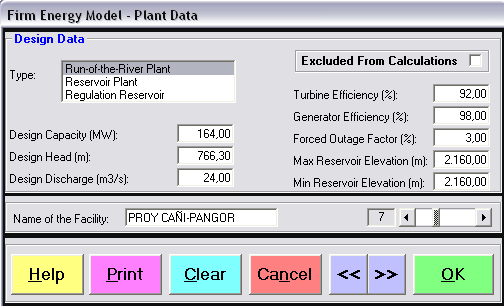 Firm Energy Model - Plant Data
Design Data
Type:
Run-of-the-River Plant
Reservoir Plant
Regulation Reservoir
Design Capacity (MW): 164,00
Design Head (m): 766,30
Design Discharge (m3/s): 24,00
Excluded From Calculations
Turbine Efficiency (%): 92,00
Generator Efficiency (%): 98,00
Forced Outage Factor (%): 3,00
Max Reservoir Elevation (m): 2.160,00
Min Reservoir Elevation (m): 2.160,00
Name of the Facility: PROY CAÑI-PANGOR 7
Help Print Clear Cancel << >> OK